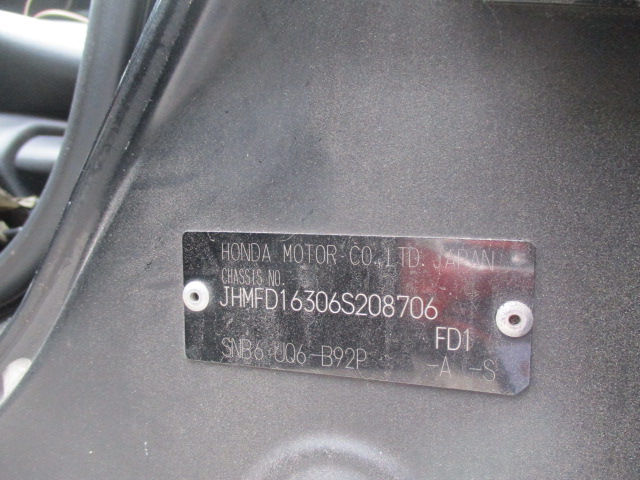 HONDA MOTOR CO.,LTD. JAPAN
CHASSIS NO.
JHMFD16306S208706
FD1
SNB6 UQ6-B92P -A -S